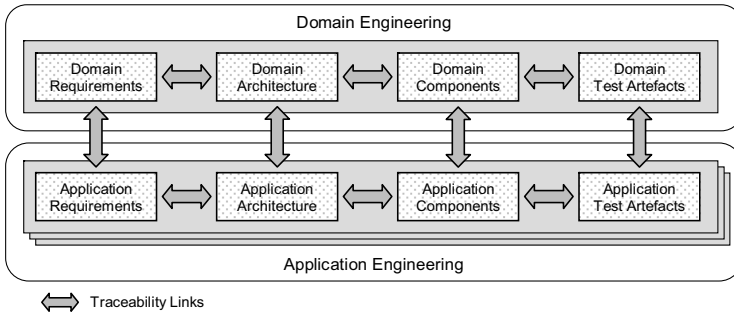 Domain Engineering
Domain
Requirements
Domain
Architecture
Domain
Components
Domain
Test Artefacts
Application
Requirements
Application
Architecture
Application
Components
Application
Test Artefacts
Application Engineering
Traceability Links